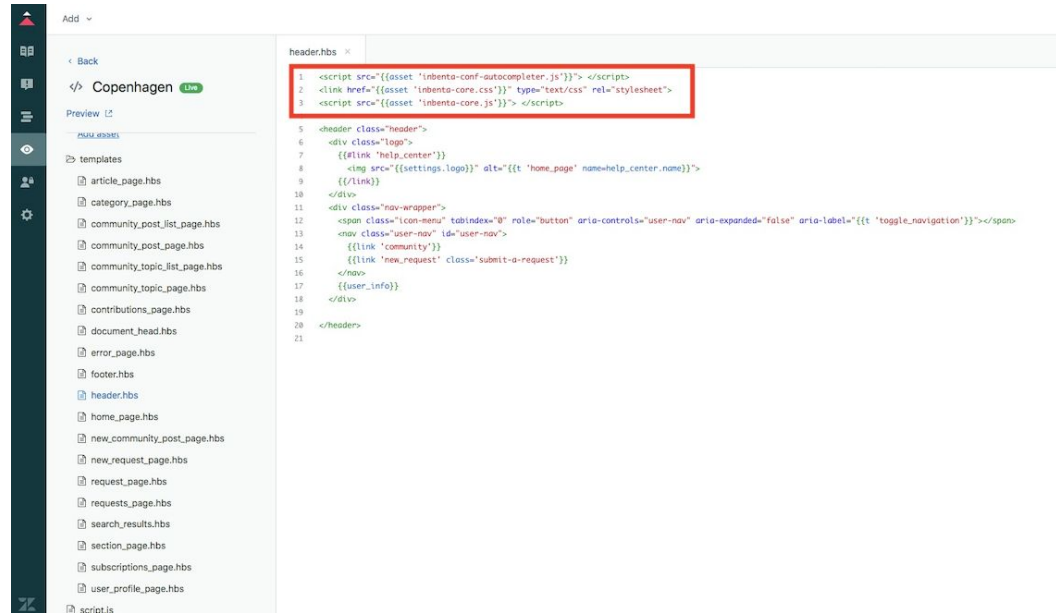 Add
‹ Back
</> Copenhagen Live
Preview
Add asset
templates
article_page.hbs
category_page.hbs
community_post_list_page.hbs
community_post_page.hbs
community_topic_list_page.hbs
community_topic_page.hbs
contributions_page.hbs
document_head.hbs
error_page.hbs
footer.hbs
header.hbs
home_page.hbs
new_community_post_page.hbs
new_request_page.hbs
request_page.hbs
requests_page.hbs
search_results.hbs
section_page.hbs
subscriptions_page.hbs
user_profile_page.hbs
script.js
header.hbs ×
1 <script src="{{asset 'inbenta-conf-autocompleter.js'}}"> </script>
2 <link href="{{asset 'inbenta-core.css'}}" type="text/css" rel="stylesheet">
3 <script src="{{asset 'inbenta-core.js'}}"> </script>
5 <header class="header">
6 <div class="logo">
7 {{#link 'help_center'}}
8 <img src="{{settings.logo}}" alt="{{t 'home_page' name=help_center.name}}">
9 {{/link}}
10 </div>
11 <div class="nav-wrapper">
12 <span class="icon-menu" tabindex="0" role="button" aria-controls="user-nav" aria-expanded="false" aria-label="{{t 'toggle_navigation'}}"></span>
13 <nav class="user-nav" id="user-nav">
14 {{link 'community'}}
15 {{link 'new_request' class='submit-a-request'}}
16 </nav>
17 {{user_info}}
18 </div>
19
20 </header>
21